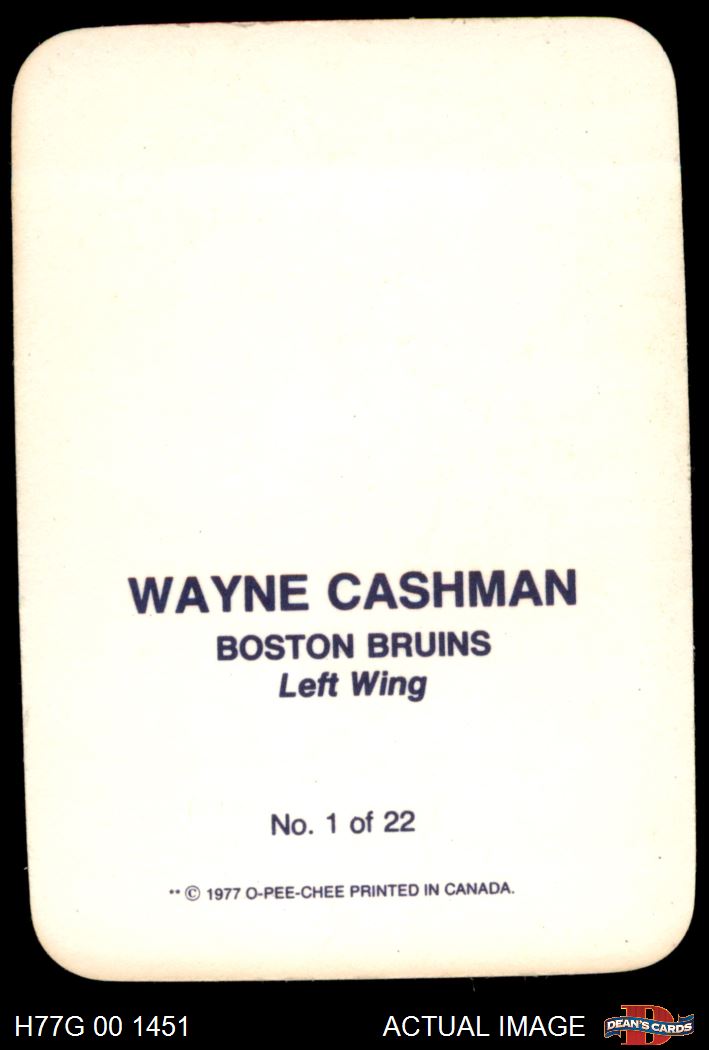 WAYNE CASHMAN
BOSTON BRUINS
Left Wing
No. 1 of 22
** © 1977 O-PEE-CHEE PRINTED IN CANADA.
H77G 00 1451
ACTUAL IMAGE
D
DEAN'S CARDS